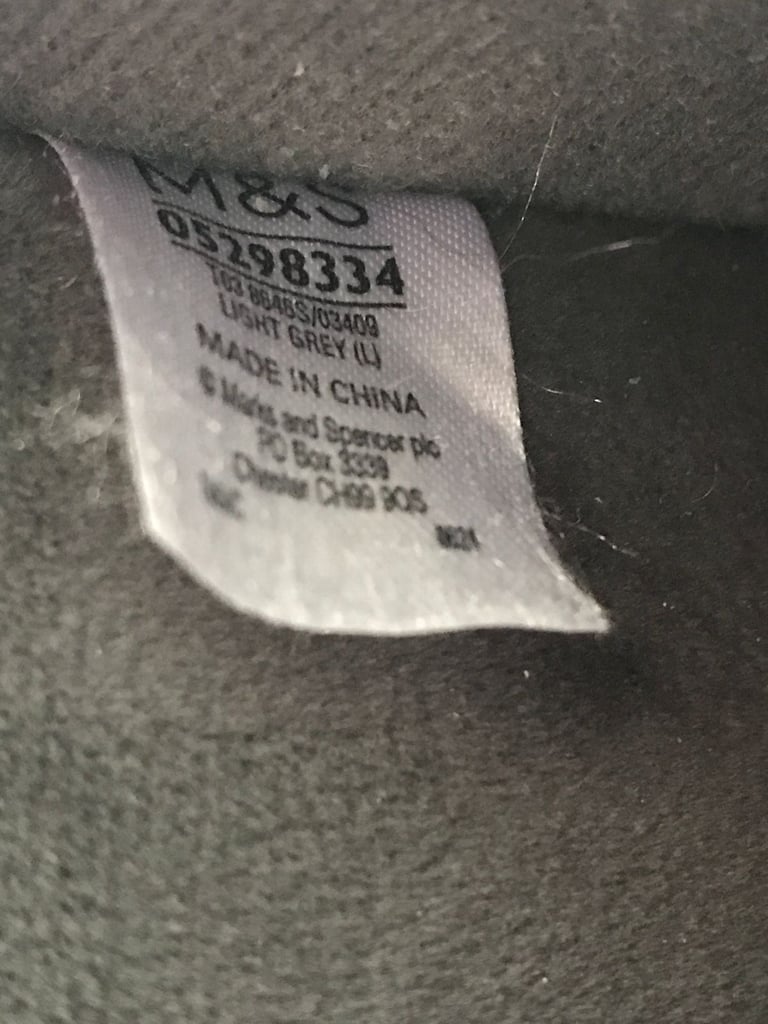 M&S
05298334
T03 8646S/03409
LIGHT GREY (L)
MADE IN CHINA
© Marks and Spencer plc
PO Box 3339
Chester CH99 9QS